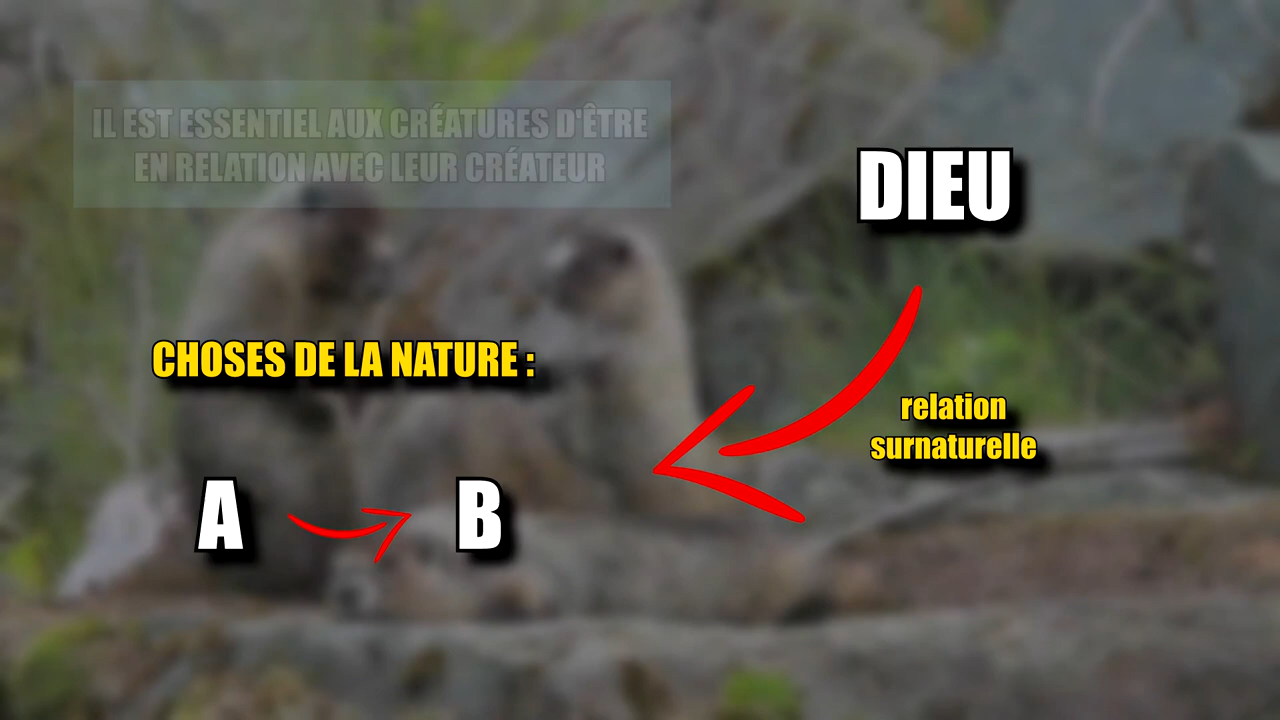 IL EST ESSENTIEL AUX CRÉATURES D'ÊTRE
EN RELATION AVEC LEUR CRÉATEUR
DIEU
CHOSES DE LA NATURE :
relation
surnaturelle
A
B